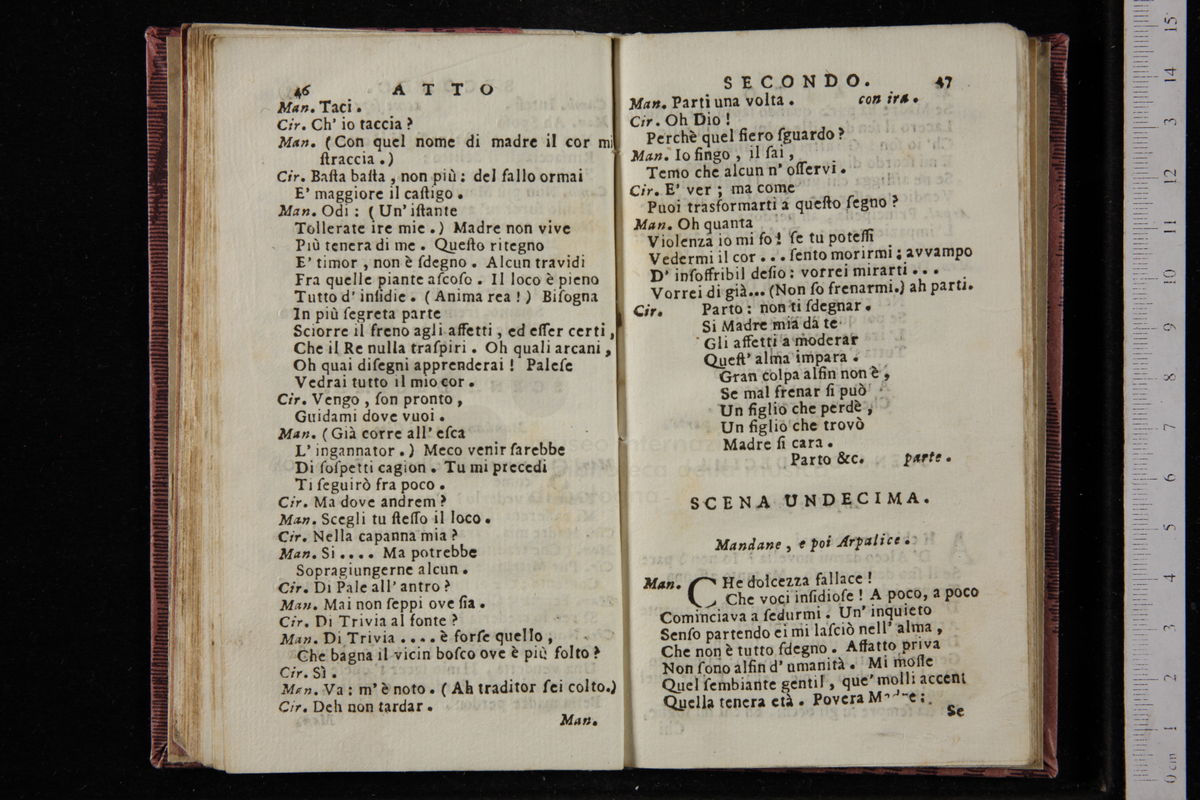 46 ATTO
Man. Taci.
Cir. Ch' io taccia?
Man. (Con quel nome di madre il cor mi
ſtraccia.)
Cir. Baſta baſta, non più: del fallo ormai
E' maggiore il caſtigo.
Man. Odi: (Un' iſtante
Tollerate ire mie.) Madre non vive
Più tenera di me. Queſto ritegno
E' timor, non è ſdegno. Alcun travidi
Fra quelle piante aſcoſo. Il loco è pieno
Tutto d' inſidie. (Anima rea!) Biſogna
In più ſegreta parte
Sciorre il freno agli affetti, ed eſſer certi,
Che il Re nulla traſpiri. Oh quali arcani,
Oh quai diſegni apprenderai! Paleſe
Vedrai tutto il mio cor.
Cir. Vengo, ſon pronto,
Guidami dove vuoi.
Man. (Già corre all' eſca
L' ingannator.) Meco venir ſarebbe
Di ſoſpetti cagion. Tu mi precedi
Ti ſeguirò fra poco.
Cir. Ma dove andrem?
Man. Scegli tu ſteſſo il loco.
Cir. Nella capanna mia?
Man. Si.... Ma potrebbe
Sopragiungerne alcun.
Cir. Di Pale all' antro?
Man. Mai non ſeppi ove ſia.
Cir. Di Trivia al fonte?
Man. Di Trivia....è forſe quello,
Che bagna il vicin boſco ove è più folto?
Cir. Sì.
Man. Va: m' è noto. (Ah traditor ſei colto.)
Cir. Deh non tardar.
Man.
SECONDO. 47
Man. Parti una volta. con ira.
Cir. Oh Dio!
Perchè quel fiero ſguardo?
Man. Io fingo, il ſai,
Temo che alcun n' oſſervi.
Cir. E' ver; ma come
Puoi trasformarti a queſto ſegno?
Man. Oh quanta
Violenza io mi fo! ſe tu poteſſi
Vedermi il cor... ſento morirmi; avvampo
D' inſoffribil deſio: vorrei mirarti...
Vorrei di già... (Non ſo frenarmi.) ah parti.
Cir. Parto: non ti ſdegnar.
Si Madre mia da te
Gli affetti a moderar
Queſt' alma impara.
Gran colpa alfin non è,
Se mal frenar ſi può
Un figlio che perdè,
Un figlio che trovò
Madre ſi cara.
Parto &c. parte.
SCENA UNDECIMA.
Mandane, e poi Arpalice.
Man. CHe dolcezza fallace!
Che voci inſidioſe! A poco, a poco
Cominciava a ſedurmi. Un' inquieto
Senſo partendo ei mi laſciò nell' alma,
Che non è tutto ſdegno. Affatto priva
Non ſono alfin d' umanità. Mi moſſe
Quel ſembiante gentil, que' molli accenti
Quella tenera età. Povera
Se